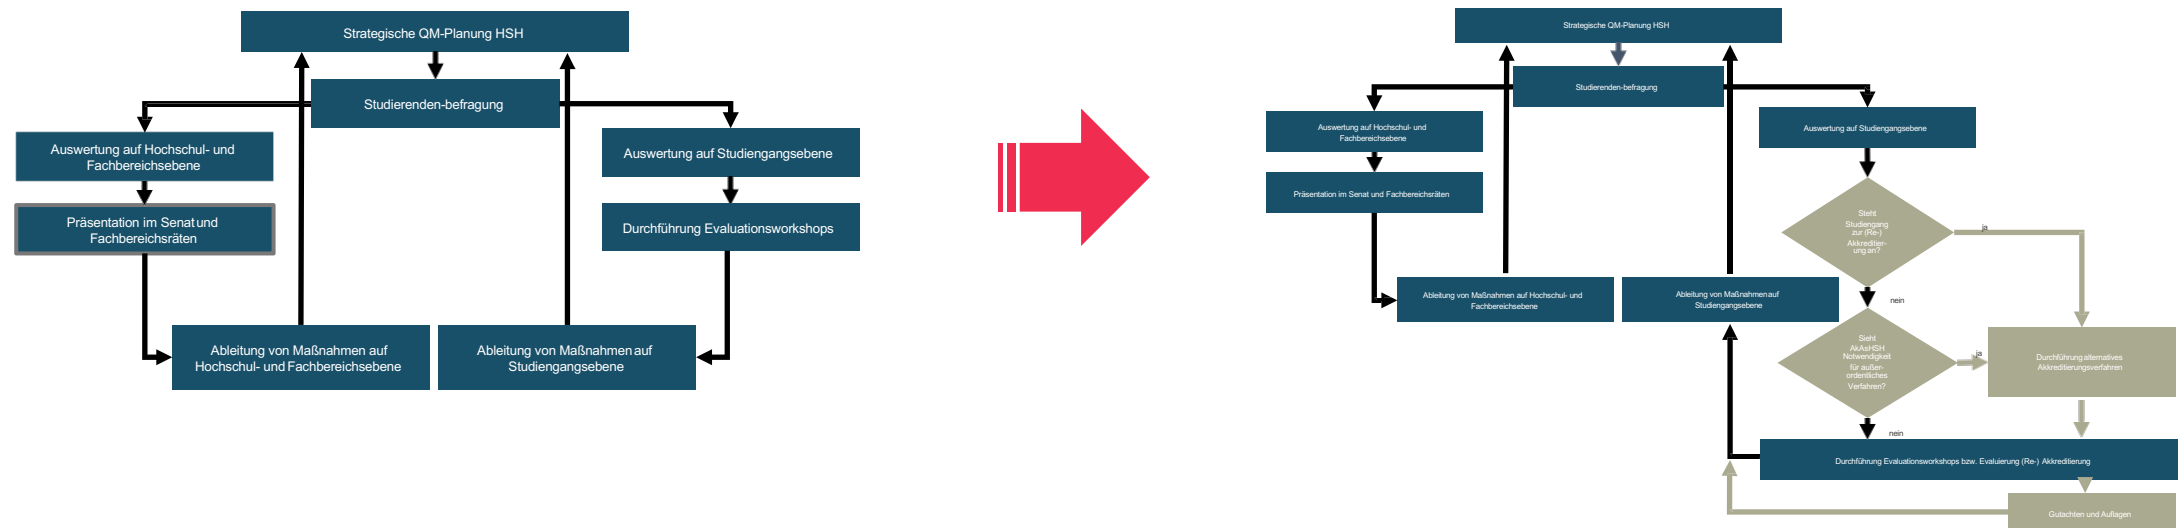 Strategische QM-Planung HSH
Studierenden-befragung
Auswertung auf Hochschul- und
Fachbereichsebene
Auswertung auf Studiengangsebene
Präsentation im Senat und
Fachbereichsräten
Durchführung Evaluationsworkshops
Ableitung von Maßnahmen auf
Hochschul- und Fachbereichsebene
Ableitung von Maßnahmen auf
Studiengangsebene
Strategische QM-Planung HSH
Studierenden-befragung
Auswertung auf Hochschul- und
Fachbereichsebene
Auswertung auf Studiengangsebene
Präsentation im Senat und Fachbereichsräten
Steht
Studiengang
zur (Re-)
Akkreditier-
ung an?
ja
Ableitung von Maßnahmen auf Hochschul- und
Fachbereichsebene
Ableitung von Maßnahmen auf
Studiengangsebene
nein
Sieht
AkAsHSH
Notwendigkeit
für außer-
ordentliches
Verfahren?
ja
Durchführung alternatives
Akkreditierungsverfahren
nein
Durchführung Evaluationsworkshops bzw. Evaluierung (Re-) Akkreditierung
Gutachten und Auflagen